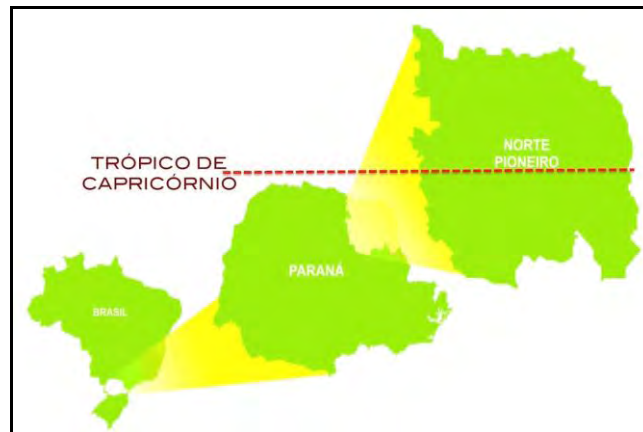 NORTE
PIONEIRO
TRÓPICO DE
CAPRICÓRNIO
PARANÁ
BRASIL